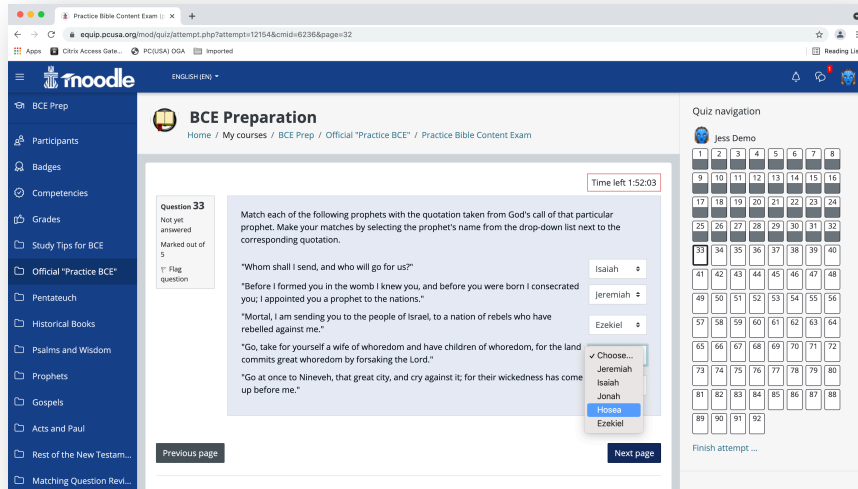 Practice Bible Content Exam (p
equip.pcusa.org/mod/quiz/attempt.php?attempt=12154&cmid=6236&page=32
Apps Citrix Access Gate... PC(USA) OGA Imported Reading Lis
moodle ENGLISH (EN) 1
BCE Prep
Participants
Badges
Competencies
Grades
Study Tips for BCE
Official "Practice BCE"
Pentateuch
Historical Books
Psalms and Wisdom
Prophets
Gospels
Acts and Paul
Rest of the New Testam...
Matching Question Revi...
BCE Preparation
Home / My courses / BCE Prep / Official "Practice BCE" / Practice Bible Content Exam
Time left 1:52:03
Question 33
Not yet
answered
Marked out of
5
Flag
question
Match each of the following prophets with the quotation taken from God's call of that particular
prophet. Make your matches by selecting the prophet's name from the drop-down list next to the
corresponding quotation.
"Whom shall I send, and who will go for us?" Isaiah
"Before I formed you in the womb I knew you, and before you were born I consecrated
you; I appointed you a prophet to the nations." Jeremiah
"Mortal, I am sending you to the people of Israel, to a nation of rebels who have
rebelled against me." Ezekiel
"Go, take for yourself a wife of whoredom and have children of whoredom, for the land
commits great whoredom by forsaking the Lord."
"Go at once to Nineveh, that great city, and cry against it; for their wickedness has come
up before me."
Choose...
Jeremiah
Isaiah
Jonah
Hosea
Ezekiel
Previous page Next page
Quiz navigation
Jess Demo
1 2 3 4 5 6 7 8
9 10 11 12 13 14 15 16
17 18 19 20 21 22 23 24
25 26 27 28 29 30 31 32
33 34 35 36 37 38 39 40
41 42 43 44 45 46 47 48
49 50 51 52 53 54 55 56
57 58 59 60 61 62 63 64
65 66 67 68 69 70 71 72
73 74 75 76 77 78 79 80
81 82 83 84 85 86 87 88
89 90 91 92
Finish attempt ...